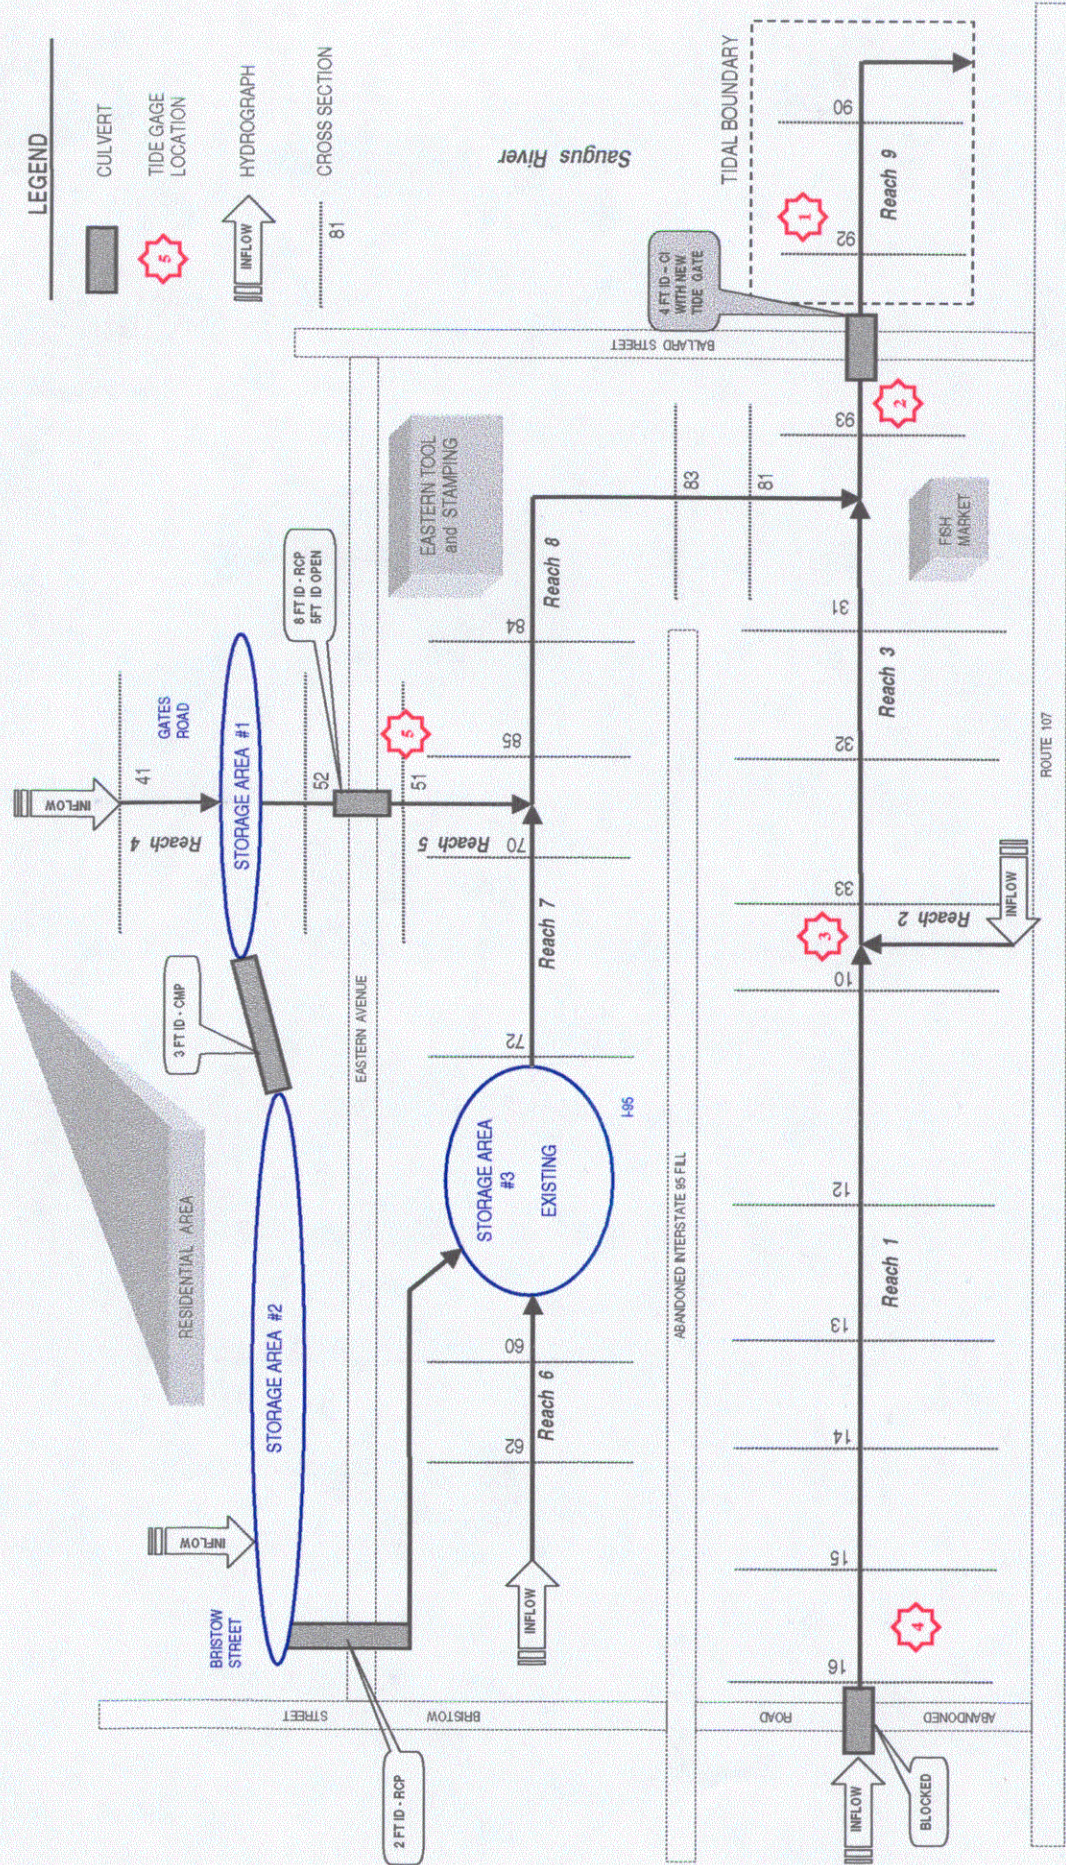 LEGEND
CULVERT
5
TIDE GAGE
LOCATION
INFLOW
HYDROGRAPH
81
CROSS SECTION
Saugus River
TIDAL BOUNDARY
90
1
92
Reach 9
4 FT ID - CI
WITH NEW
TIDE GATE
BALLARD STREET
2
93
EASTERN TOOL
and STAMPING
83
81
FISH
MARKET
8 FT ID - RCP
5FT ID OPEN
Reach 8
84
31
Reach 3
INFLOW
41
GATES
ROAD
Reach 4
STORAGE AREA #1
52
51
5
85
32
Reach 5
70
Reach 7
ROUTE 107
33
3
Reach 2
INFLOW
10
3 FT ID - CMP
EASTERN AVENUE
72
RESIDENTIAL AREA
STORAGE AREA
#3
EXISTING
I-95
ABANDONED INTERSTATE 95 FILL
12
Reach 1
13
STORAGE AREA #2
60
Reach 6
62
14
INFLOW
BRISTOW
STREET
INFLOW
15
4
16
STREET
BRISTOW
ROAD
ABANDONED
2 FT ID - RCP
INFLOW
BLOCKED